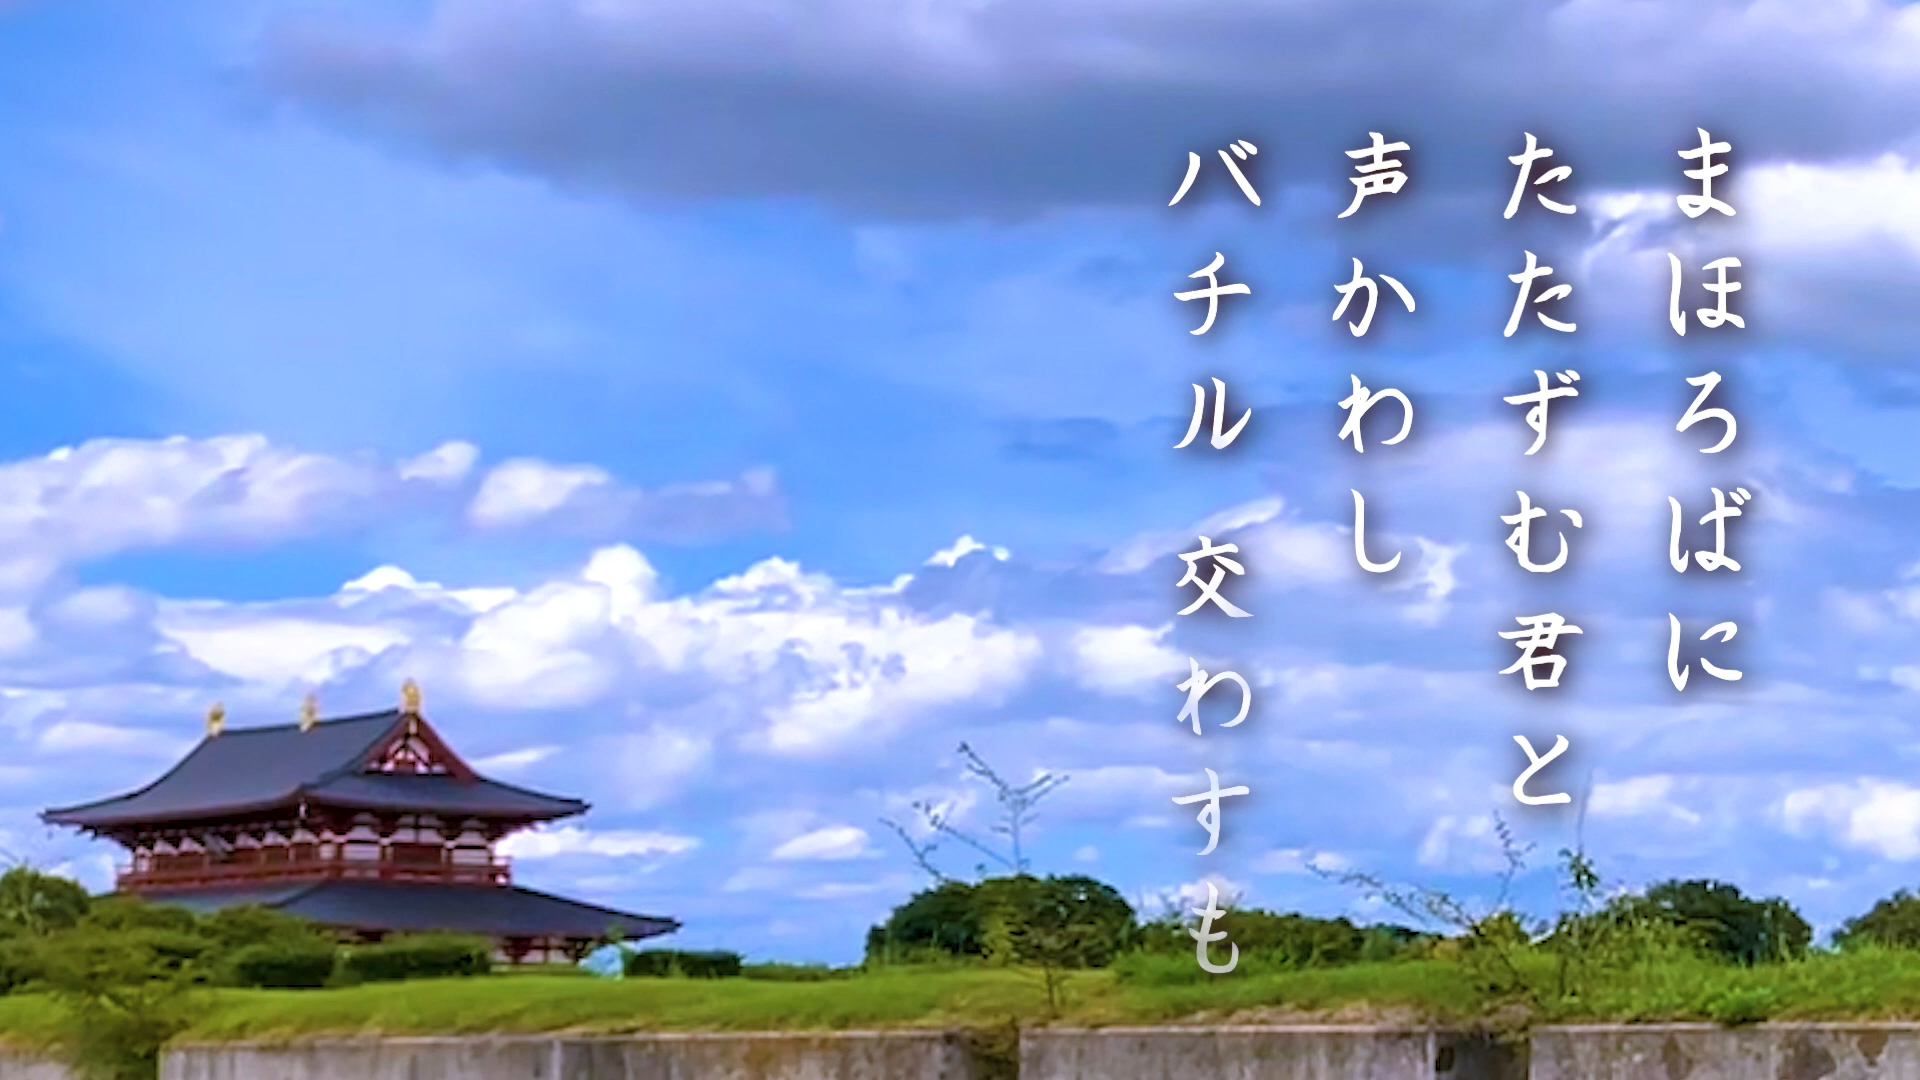 まほろばに
たたずむ君と
声かわし
バチル 交わすも